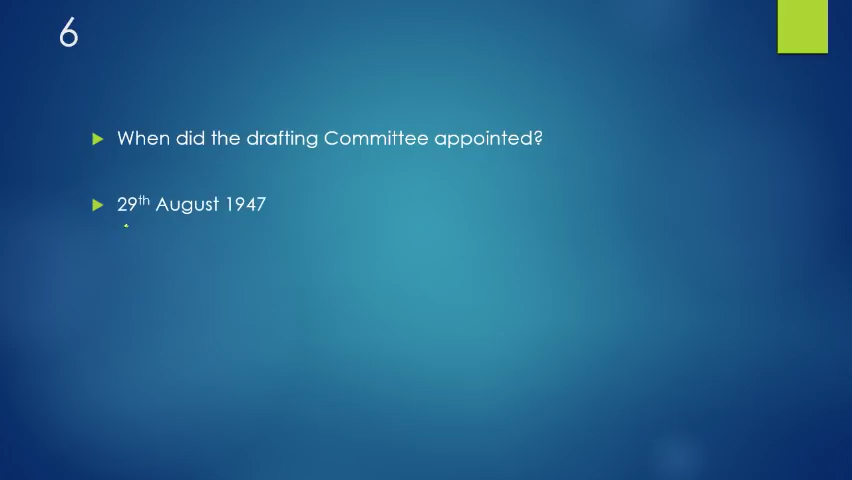 6
When did the drafting Committee appointed?
29th August 1947